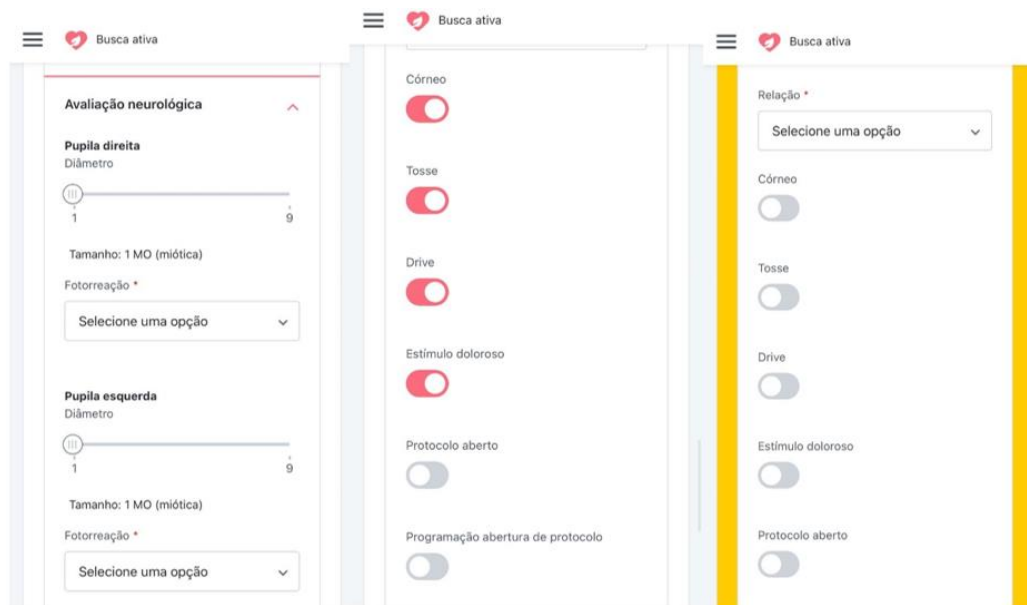 Busca ativa
Avaliação neurológica
Pupila direita
Diâmetro
1
9
Tamanho: 1 MO (miótica)
Fotorreação *
Selecione uma opção
Pupila esquerda
Diâmetro
1
9
Tamanho: 1 MO (miótica)
Fotorreação *
Selecione uma opção
Busca ativa
Córneo
Tosse
Drive
Estímulo doloroso
Protocolo aberto
Programação abertura de protocolo
Busca ativa
Relação *
Selecione uma opção
Córneo
Tosse
Drive
Estímulo doloroso
Protocolo aberto